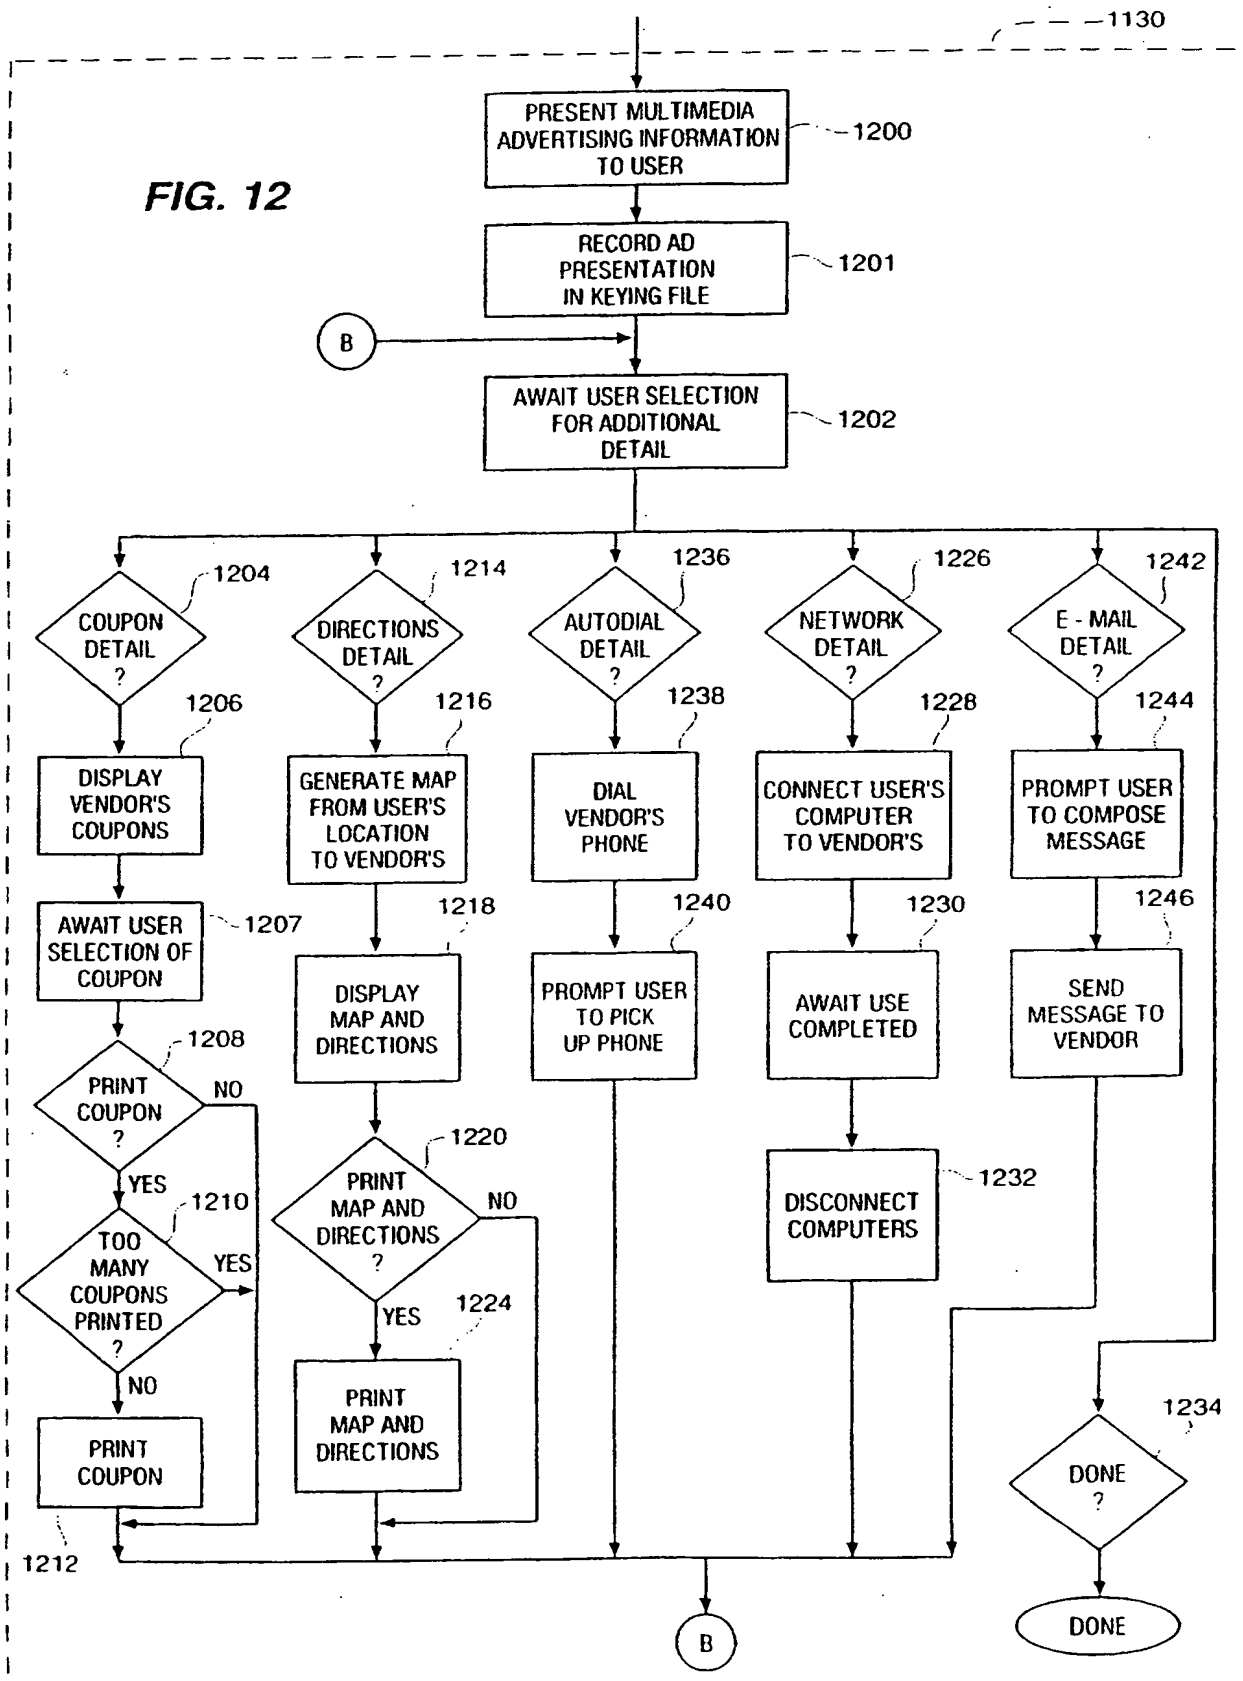 1130
PRESENT MULTIMEDIA
ADVERTISING INFORMATION
TO USER
1200
FIG. 12
RECORD AD
PRESENTATION
IN KEYING FILE
1201
B
AWAIT USER SELECTION
FOR ADDITIONAL
DETAIL
1202
1204
COUPON
DETAIL
?
1214
DIRECTIONS
DETAIL
?
1236
AUTODIAL
DETAIL
?
1226
NETWORK
DETAIL
?
1242
E - MAIL
DETAIL
?
1206
DISPLAY
VENDOR'S
COUPONS
1216
GENERATE MAP
FROM USER'S
LOCATION
TO VENDOR'S
1238
DIAL
VENDOR'S
PHONE
1228
CONNECT USER'S
COMPUTER
TO VENDOR'S
1244
PROMPT USER
TO COMPOSE
MESSAGE
AWAIT USER
SELECTION OF
COUPON
1207
1218
DISPLAY
MAP AND
DIRECTIONS
1240
PROMPT USER
TO PICK
UP PHONE
1230
AWAIT USE
COMPLETED
1246
SEND
MESSAGE TO
VENDOR
1208
PRINT
COUPON
?
NO
YES
1220
PRINT
MAP AND
DIRECTIONS
?
NO
YES
1232
DISCONNECT
COMPUTERS
1210
TOO
MANY
COUPONS
PRINTED
?
YES
NO
1224
PRINT
MAP AND
DIRECTIONS
PRINT
COUPON
1212
1234
DONE
?
DONE
B